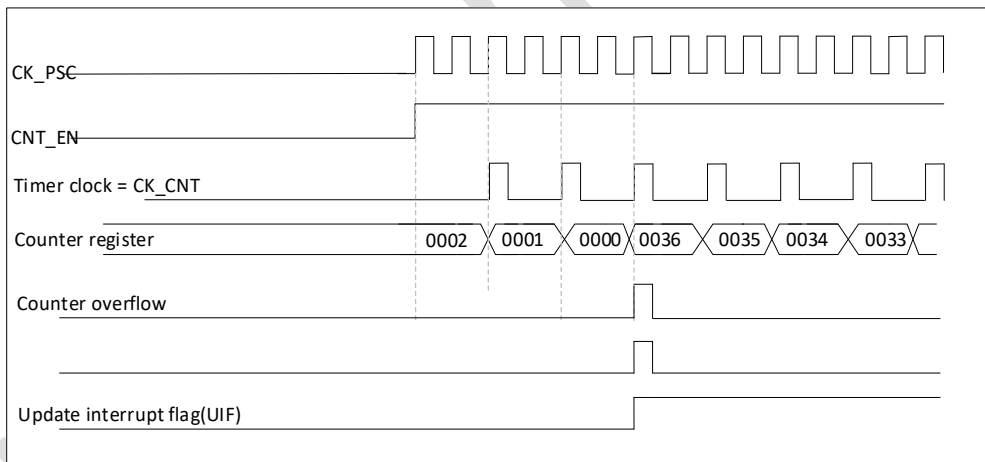 CK_PSC
CNT_EN
Timer clock = CK_CNT
Counter register 0002 0001 0000 0036 0035 0034 0033
Counter overflow
Update interrupt flag(UIF)